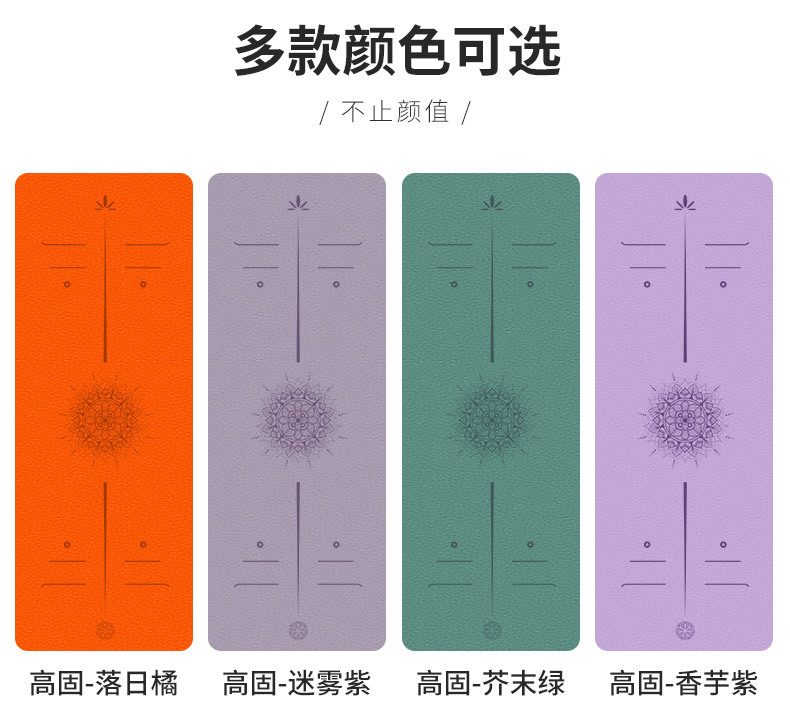 多款颜色可选
/ 不止颜值 /
高固-落日橘
高固-迷雾紫
高固-芥末绿
高固-香芋紫